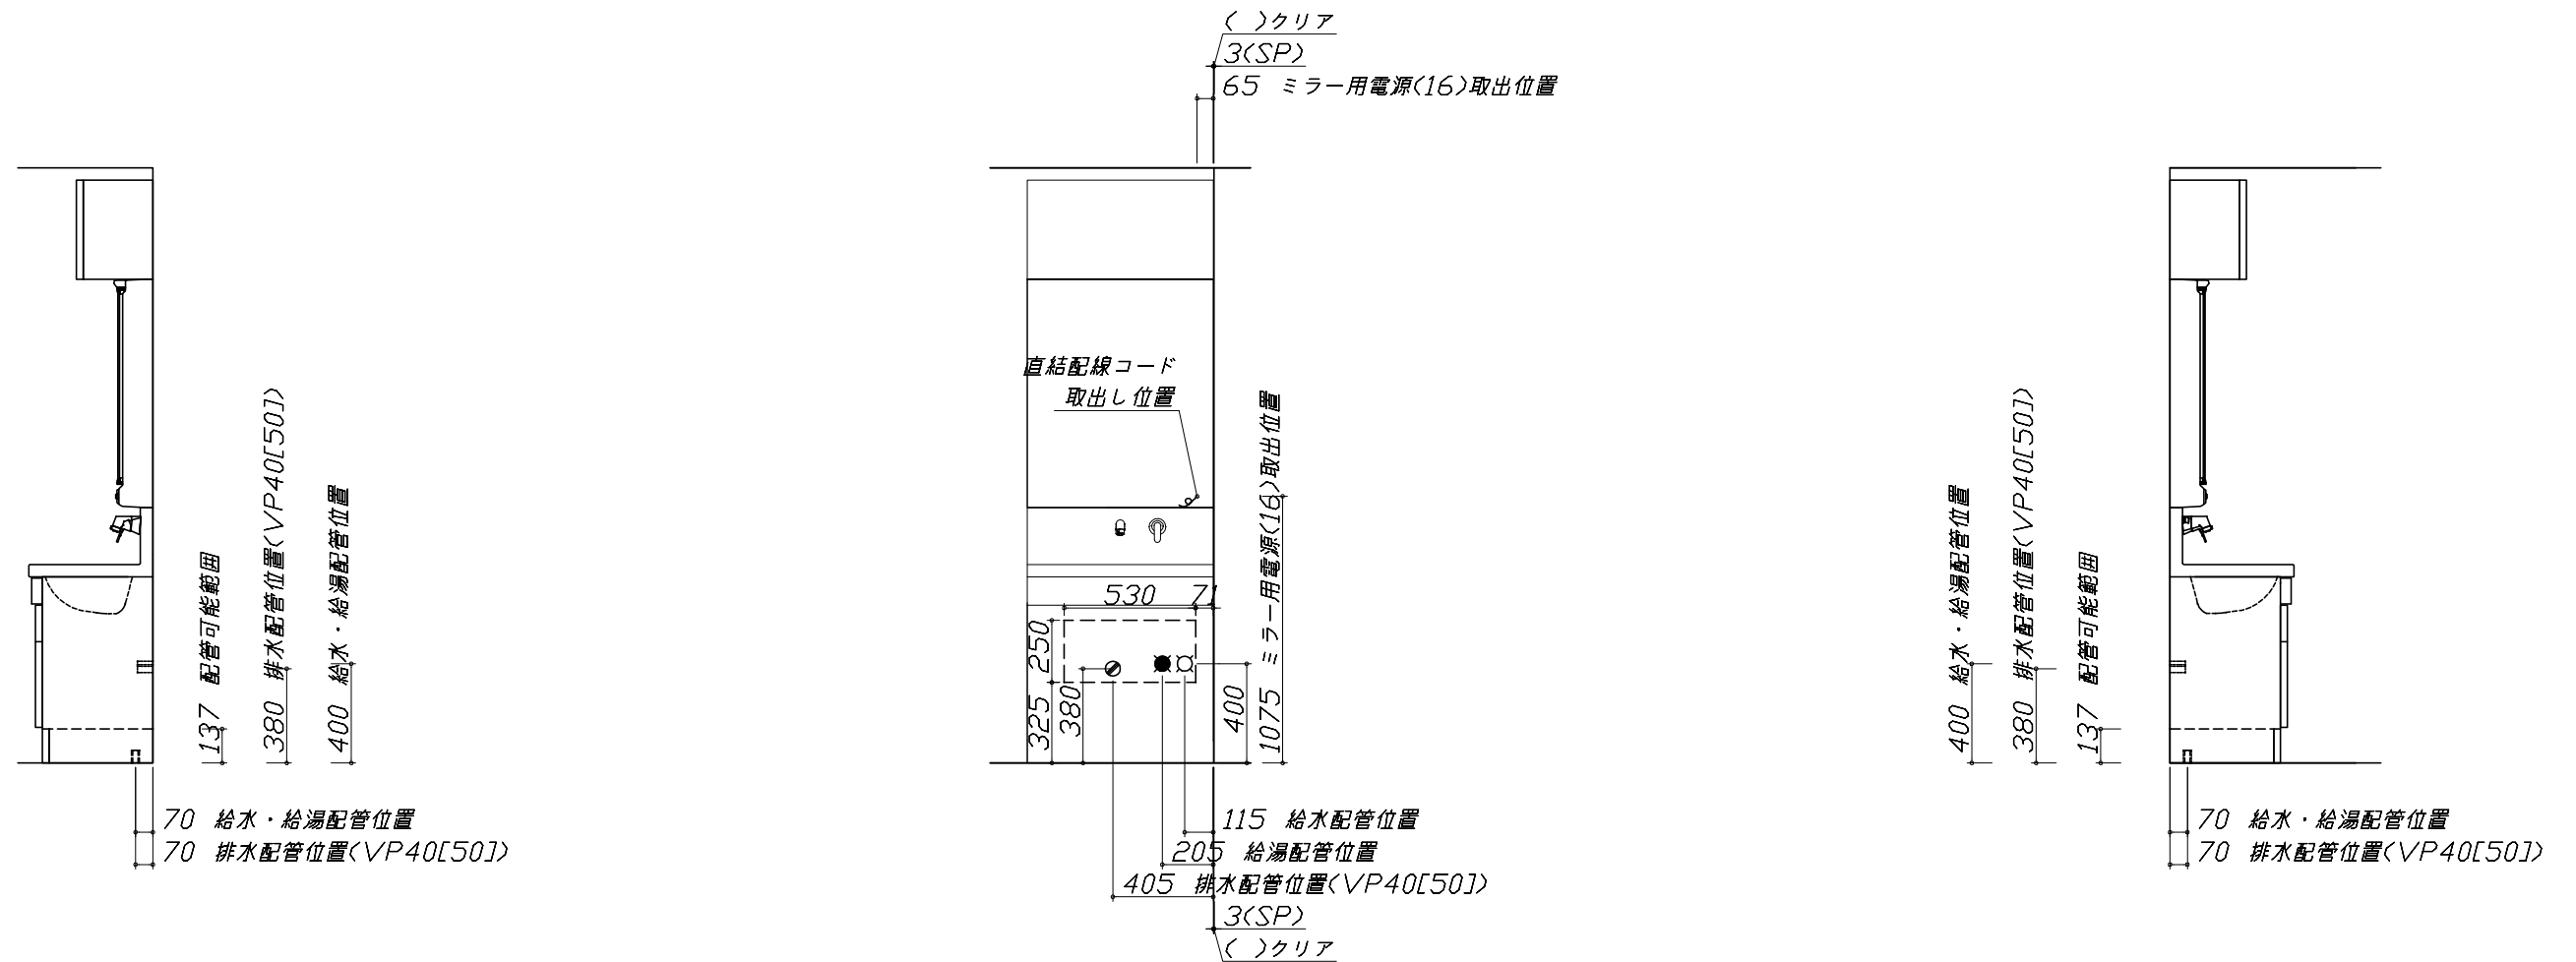 ( )クリア
3(SP)
65 ミラー用電源(16)取出位置
直結配線コード
取出し位置
1075 ミラー用電源(16)取出位置
137 配管可能範囲
380 排水配管位置(VP40[50])
400 給水・給湯配管位置
530
71
250
325
380
400
400 給水・給湯配管位置
380 排水配管位置(VP40[50])
137 配管可能範囲
70 給水・給湯配管位置
70 排水配管位置(VP40[50])
115 給水配管位置
205 給湯配管位置
405 排水配管位置(VP40[50])
3(SP)
( )クリア
70 給水・給湯配管位置
70 排水配管位置(VP40[50])